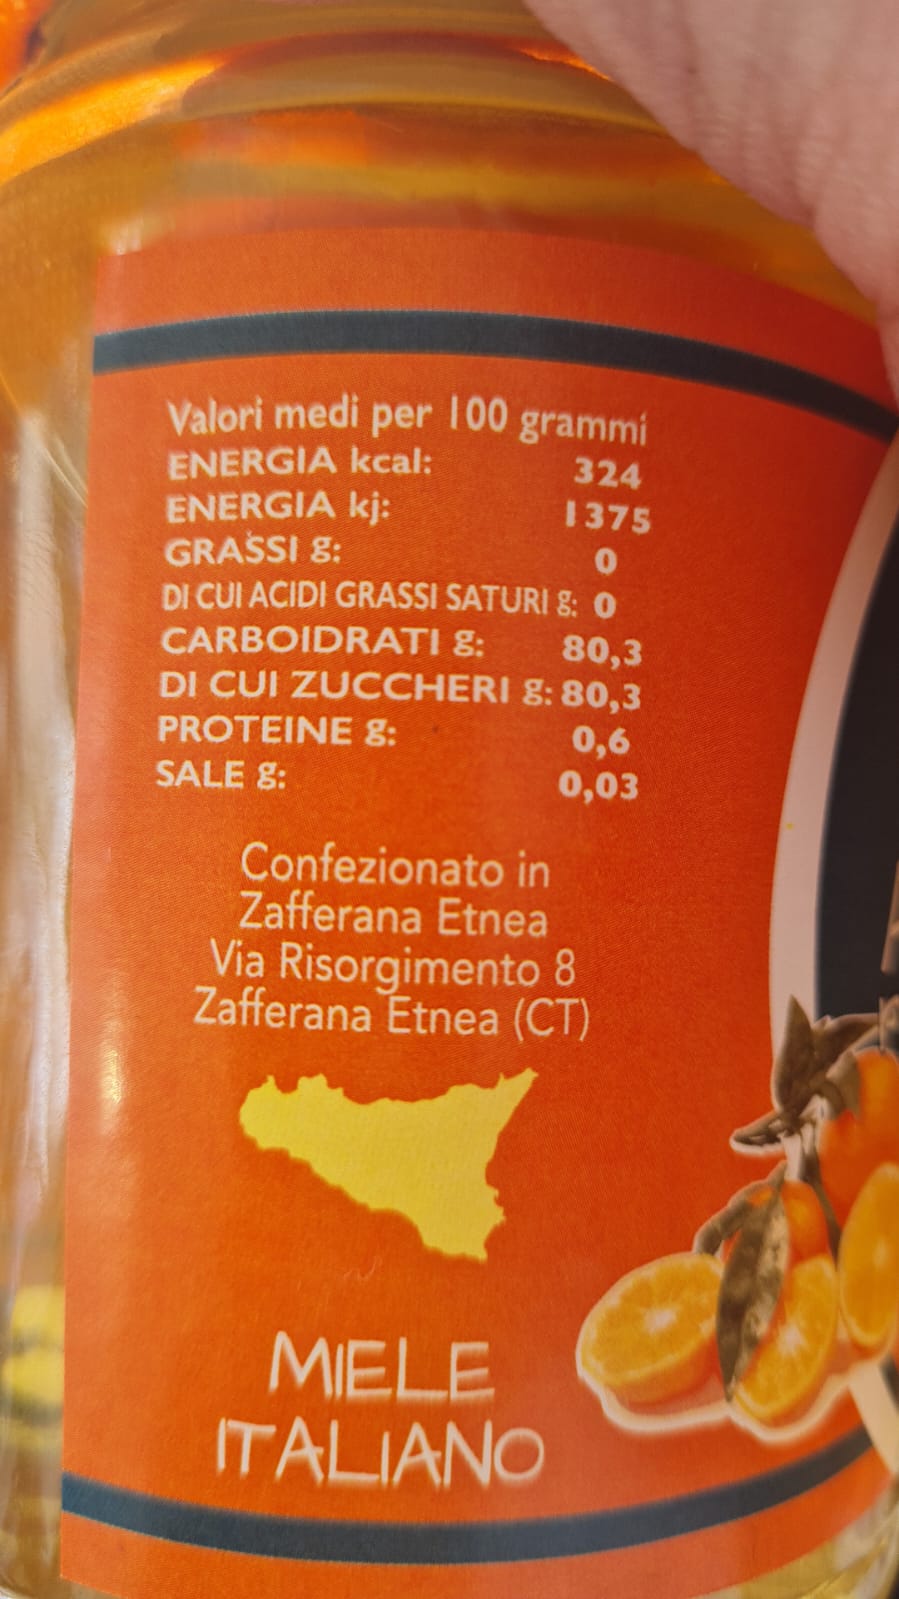 Valori medi per 100 grammi
ENERGIA kcal: 324
ENERGIA kj: 1375
GRASSI g: 0
DI CUI ACIDI GRASSI SATURI g: 0
CARBOIDRATI g: 80,3
DI CUI ZUCCHERI g: 80,3
PROTEINE g: 0,6
SALE g: 0,03
Confezionato in
Zafferana Etnea
Via Risorgimento 8
Zafferana Etnea (CT)
MIELE
ITALIANO